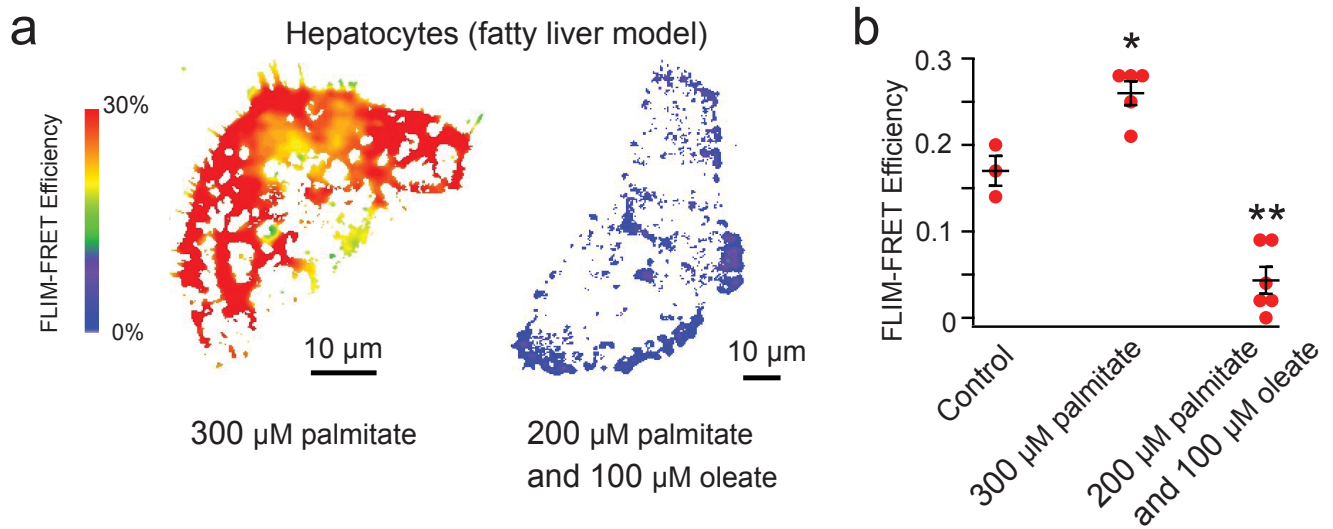 a
Hepatocytes (fatty liver model)
30%
FLIM-FRET Efficiency
0%
10 µm
10 µm
300 µM palmitate
200 µM palmitate
and 100 µM oleate
b
*
**
0.3
0.2
0.1
0
FLIM-FRET Efficiency
Control
300 µM palmitate
200 µM palmitate
and 100 µM oleate